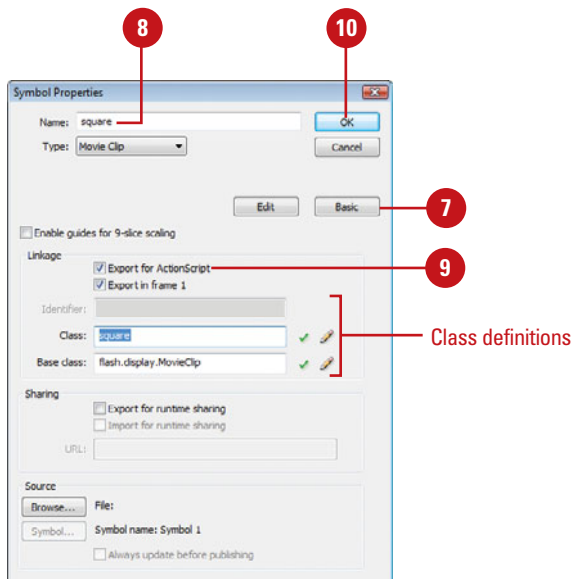 8
10
Symbol Properties
Name: square
OK
Type: Movie Clip
Cancel
Edit
Basic
7
Enable guides for 9-slice scaling
Linkage
Export for ActionScript
9
Export in frame 1
Identifier:
Class: square
Class definitions
Base class: flash.display.MovieClip
Sharing
Export for runtime sharing
Import for runtime sharing
URL:
Source
Browse... File:
Symbol... Symbol name: Symbol 1
Always update before publishing